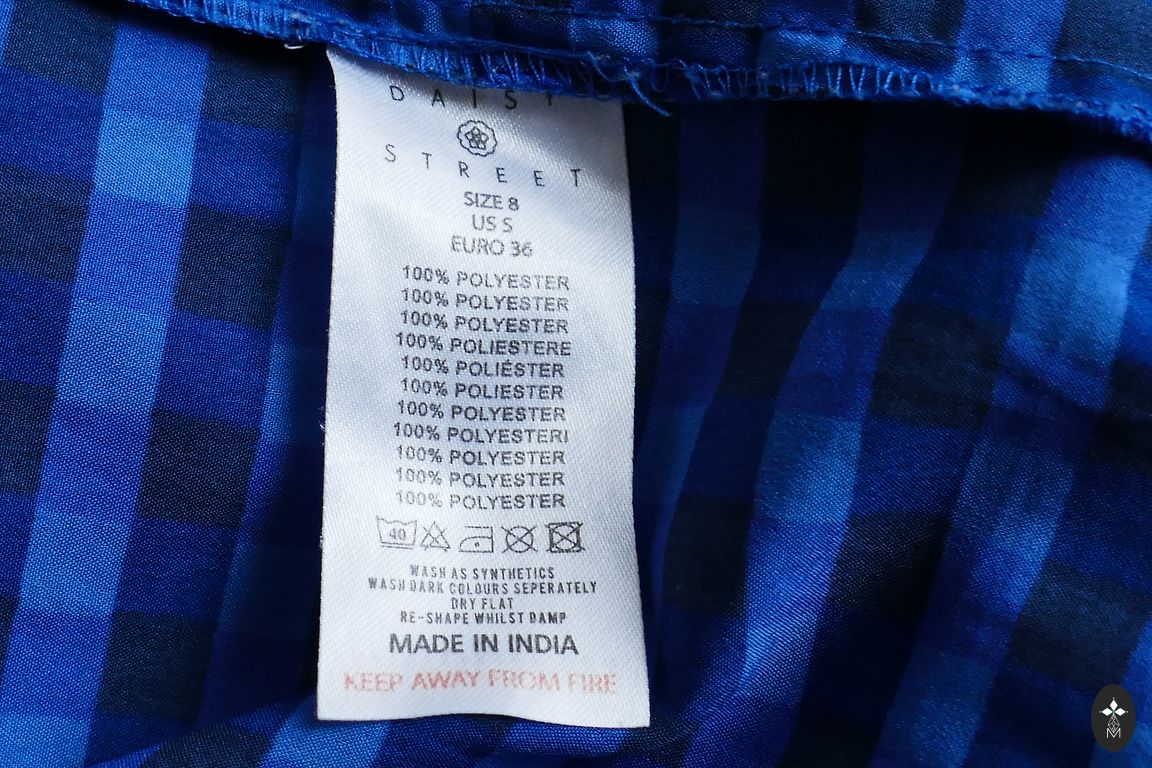 DAISY
STREET
SIZE 8
US S
EURO 36
100% POLYESTER
100% POLYESTER
100% POLYESTER
100% POLIESTERE
100% POLIÉSTER
100% POLIESTER
100% POLYESTER
100% POLYESTERI
100% POLYESTER
100% POLYESTER
100% POLYESTER
40
WASH AS SYNTHETICS
WASH DARK COLOURS SEPERATELY
DRY FLAT
RE-SHAPE WHILST DAMP
MADE IN INDIA
KEEP AWAY FROM FIRE
M